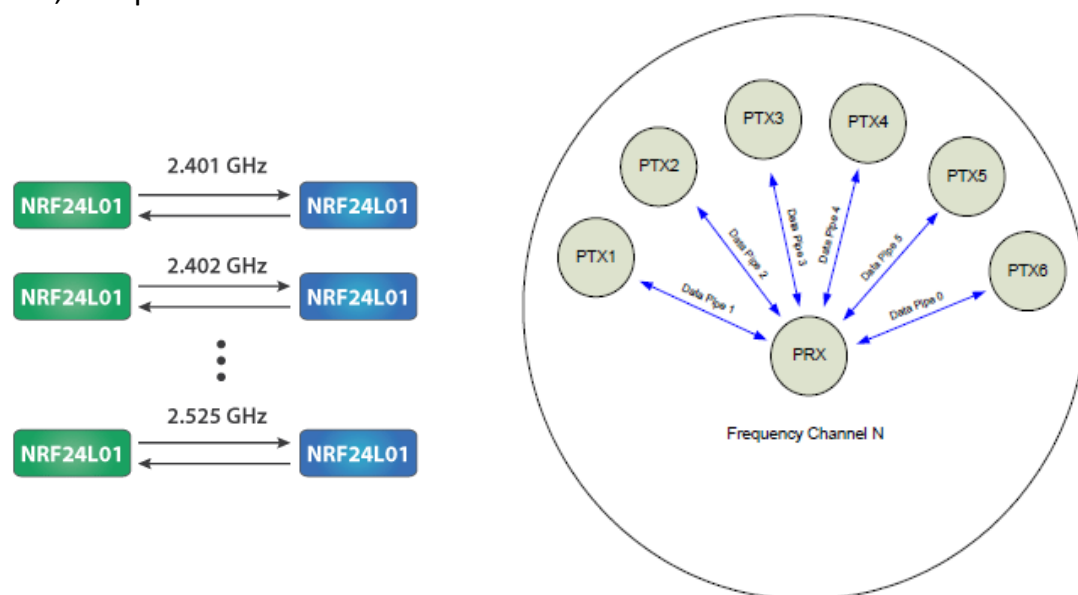 2.401 GHz
NRF24L01 NRF24L01
2.402 GHz
NRF24L01 NRF24L01
2.525 GHz
NRF24L01 NRF24L01
PTX1
PTX2
PTX3
PTX4
PTX5
PTX6
Data Pipe 1
Data Pipe 2
Data Pipe 3
Data Pipe 4
Data Pipe 5
Data Pipe 0
PRX
Frequency Channel N